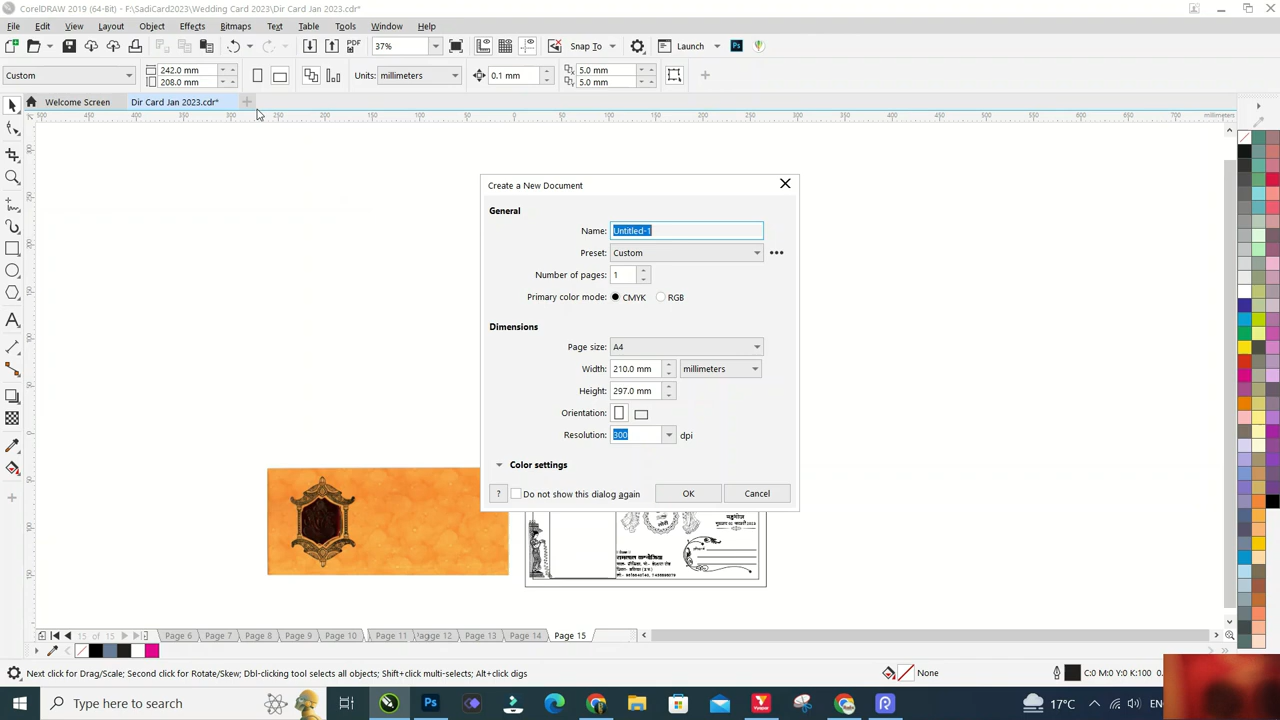 CorelDRAW 2019 (64-Bit) - F:\SadiCard2023\Wedding Card 2023\Dir Card Jan 2023.cdr*
File Edit View Layout Object Effects Bitmaps Text Table Tools Window Help
PDF 37% Snap To Launch Ps
Custom 242.0 mm 208.0 mm Units: millimeters 0.1 mm 5.0 mm 5.0 mm
Welcome Screen Dir Card Jan 2023.cdr*
millimeters
Create a New Document
General
Name: Untitled-1
Preset: Custom
Number of pages: 1
Primary color mode: CMYK RGB
Dimensions
Page size: A4
Width: 210.0 mm millimeters
Height: 297.0 mm
Orientation:
Resolution: 300 dpi
Color settings
? Do not show this dialog again OK Cancel
15 of 15 Page 6 Page 7 Page 8 Page 9 Page 10 Page 11 Page 12 Page 13 Page 14 Page 15
Next click for Drag/Scale; Second click for Rotate/Skew; Dbl-clicking tool selects all objects; Shift+click multi-selects; Alt+click digs None C:0 M:0 Y:0 K:100
Type here to search Ps 17°C ENG